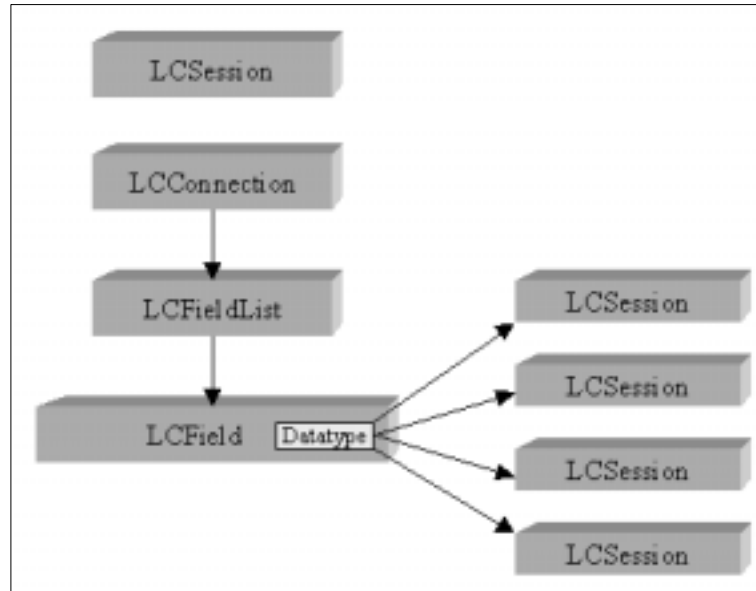 LCSession
LCConnection
LCFieldList
LCField
Datatype
LCSession
LCSession
LCSession
LCSession